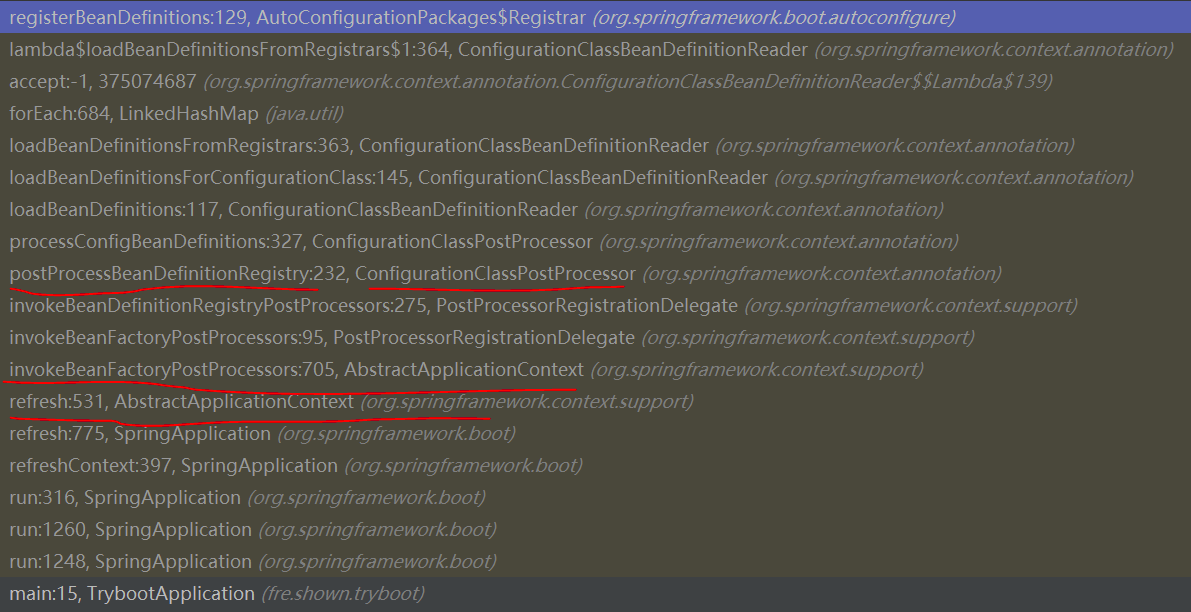 registerBeanDefinitions:129, AutoConfigurationPackages$Registrar (org.springframework.boot.autoconfigure)
lambda$loadBeanDefinitionsFromRegistrars$1:364, ConfigurationClassBeanDefinitionReader (org.springframework.context.annotation)
accept:-1, 375074687 (org.springframework.context.annotation.ConfigurationClassBeanDefinitionReader$$Lambda$139)
forEach:684, LinkedHashMap (java.util)
loadBeanDefinitionsFromRegistrars:363, ConfigurationClassBeanDefinitionReader (org.springframework.context.annotation)
loadBeanDefinitionsForConfigurationClass:145, ConfigurationClassBeanDefinitionReader (org.springframework.context.annotation)
loadBeanDefinitions:117, ConfigurationClassBeanDefinitionReader (org.springframework.context.annotation)
processConfigBeanDefinitions:327, ConfigurationClassPostProcessor (org.springframework.context.annotation)
postProcessBeanDefinitionRegistry:232, ConfigurationClassPostProcessor (org.springframework.context.annotation)
invokeBeanDefinitionRegistryPostProcessors:275, PostProcessorRegistrationDelegate (org.springframework.context.support)
invokeBeanFactoryPostProcessors:95, PostProcessorRegistrationDelegate (org.springframework.context.support)
invokeBeanFactoryPostProcessors:705, AbstractApplicationContext (org.springframework.context.support)
refresh:531, AbstractApplicationContext (org.springframework.context.support)
refresh:775, SpringApplication (org.springframework.boot)
refreshContext:397, SpringApplication (org.springframework.boot)
run:316, SpringApplication (org.springframework.boot)
run:1260, SpringApplication (org.springframework.boot)
run:1248, SpringApplication (org.springframework.boot)
main:15, TrybootApplication (fre.shown.tryboot)